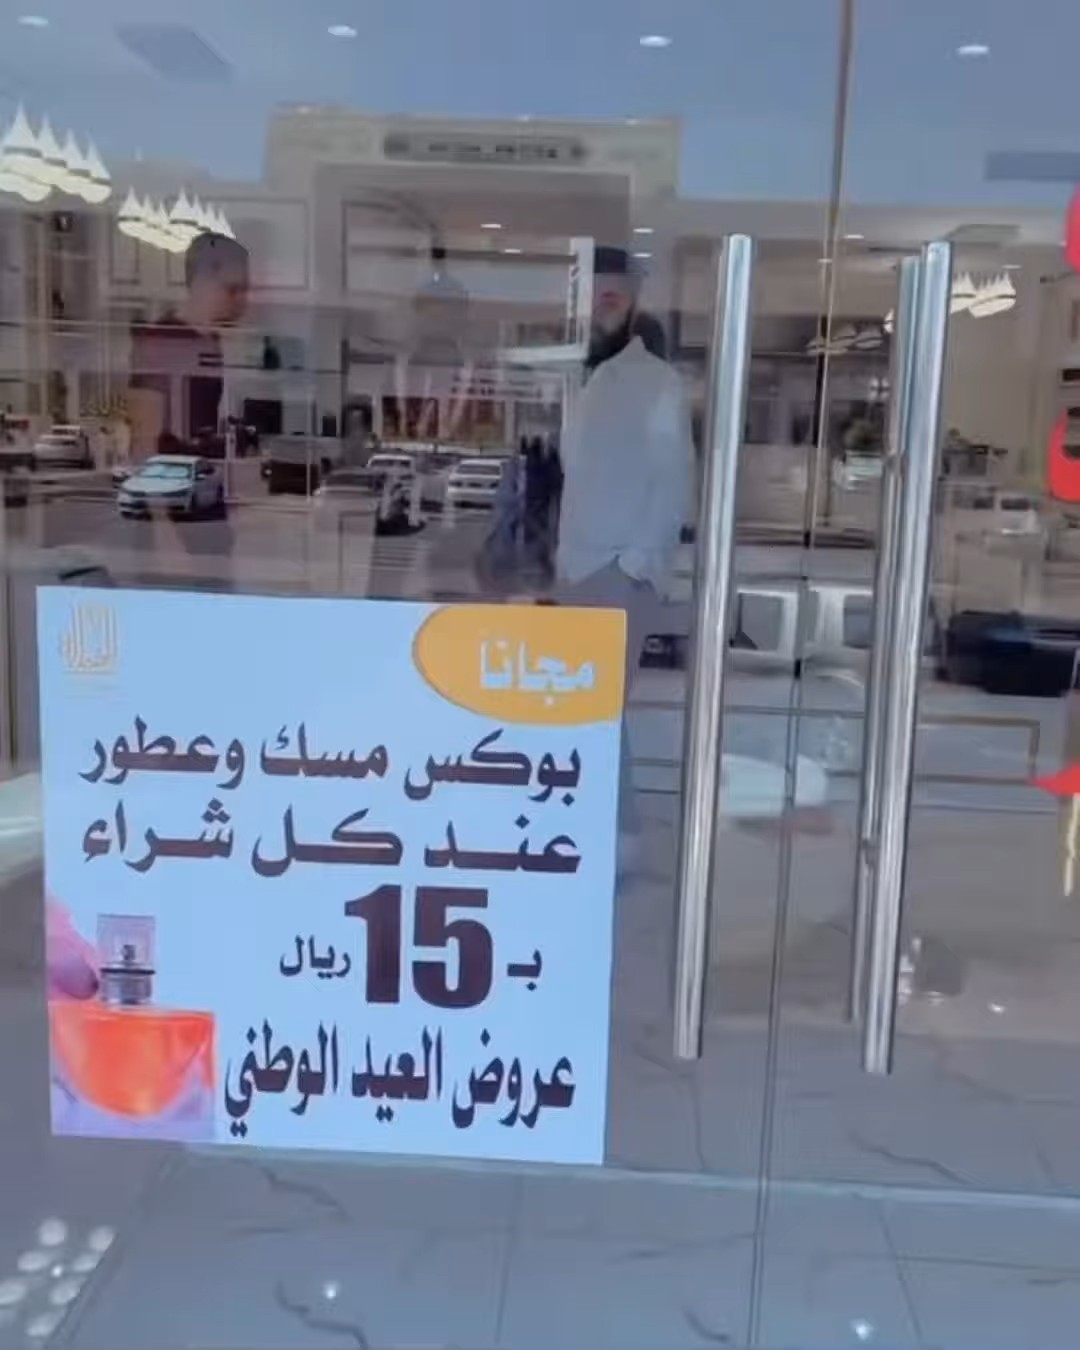 مجاناً
بوكس مسك وعطور
عند كل شراء
بـ 15 ريال
عروض العيد الوطني